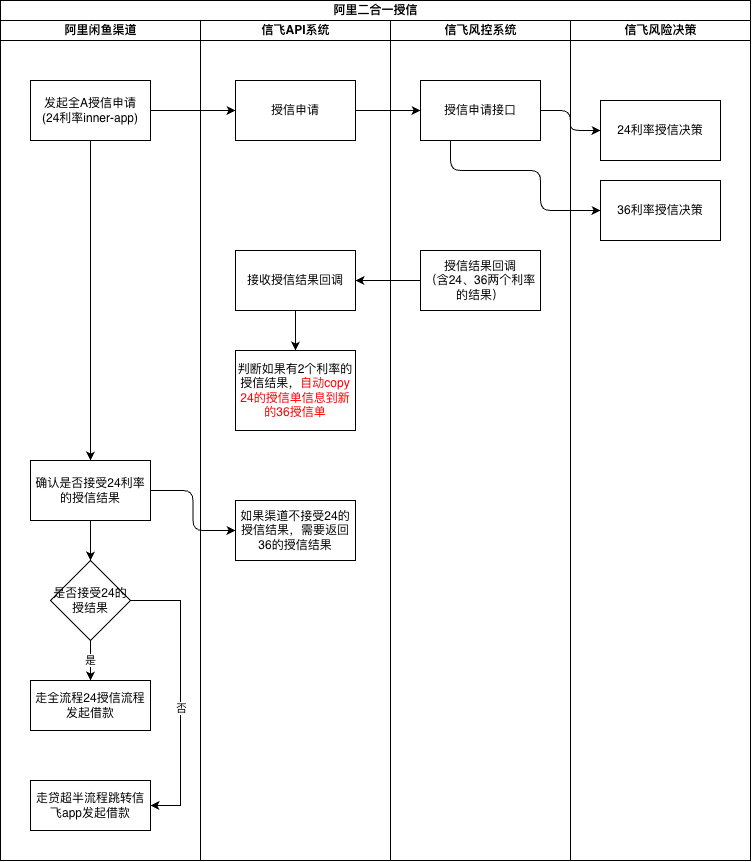 阿里二合一授信
阿里闲鱼渠道
信飞API系统
信飞风控系统
信飞风险决策
发起全A授信申请
(24利率inner-app)
授信申请
授信申请接口
24利率授信决策
36利率授信决策
接收授信结果回调
授信结果回调
（含24、36两个利率
的结果）
判断如果有2个利率的
授信结果，自动copy
24的授信单信息到新
的36授信单
确认是否接受24利率
的授信结果
如果渠道不接受24的
授信结果，需要返回
36的授信结果
是否接受24的
授结果
是
走全流程24授信流程
发起借款
否
走贷超半流程跳转信
飞app发起借款